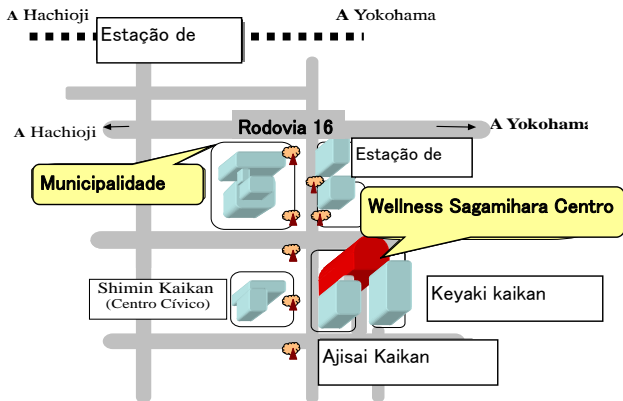 A Hachioji
A Yokohama
Estação de
Rodovia 16
A Hachioji
A Yokohama
Estação de
Municipalidade
Wellness Sagamihara Centro
Shimin Kaikan
(Centro Cívico)
Keyaki kaikan
Ajisai Kaikan